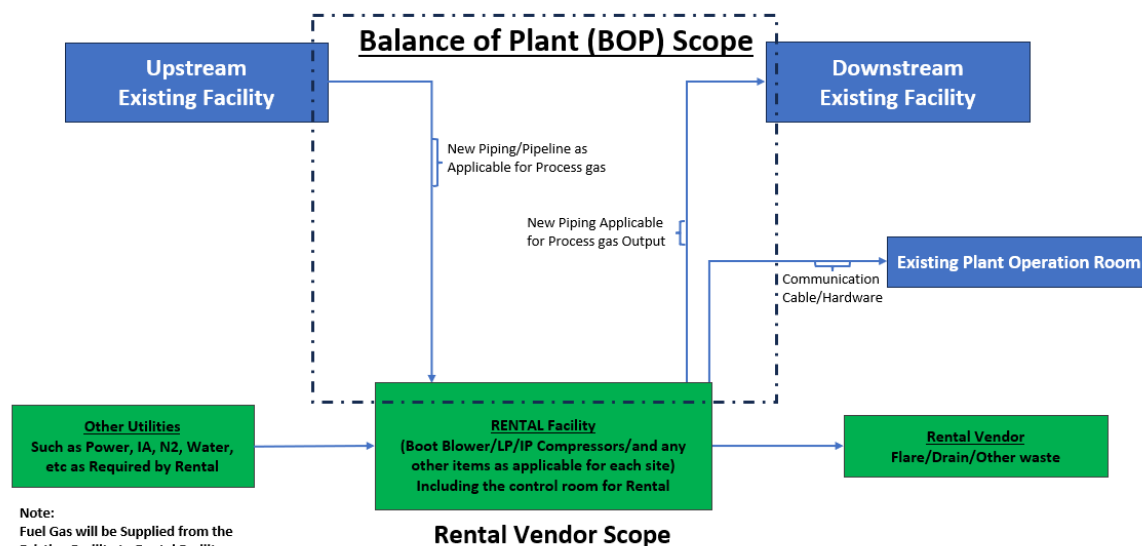 Balance of Plant (BOP) Scope
Upstream
Existing Facility
Downstream
Existing Facility
New Piping/Pipeline as
Applicable for Process gas
New Piping Applicable
for Process gas Output
Existing Plant Operation Room
Communication
Cable/Hardware
Other Utilities
Such as Power, IA, N2, Water,
etc as Required by Rental
RENTAL Facility
(Boot Blower/LP/IP Compressors/and any
other items as applicable for each site)
Including the control room for Rental
Rental Vendor
Flare/Drain/Other waste
Note:
Fuel Gas will be Supplied from the
Rental Vendor Scope